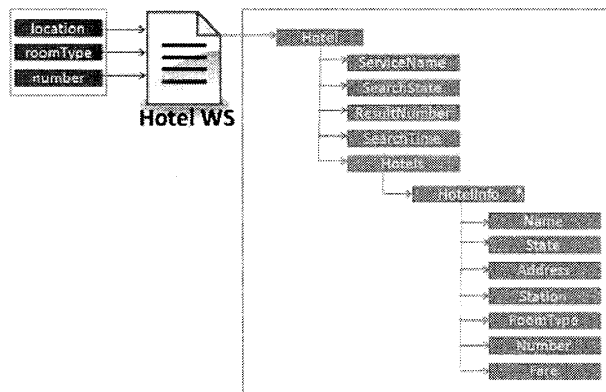 location
roomType
number
Hotel WS
Hotel
ServiceName
SearchState
ResultNumber
SearchTime
Hotels
HotelInfo *
Name
State
Address
Station
RoomType
Number
Fare